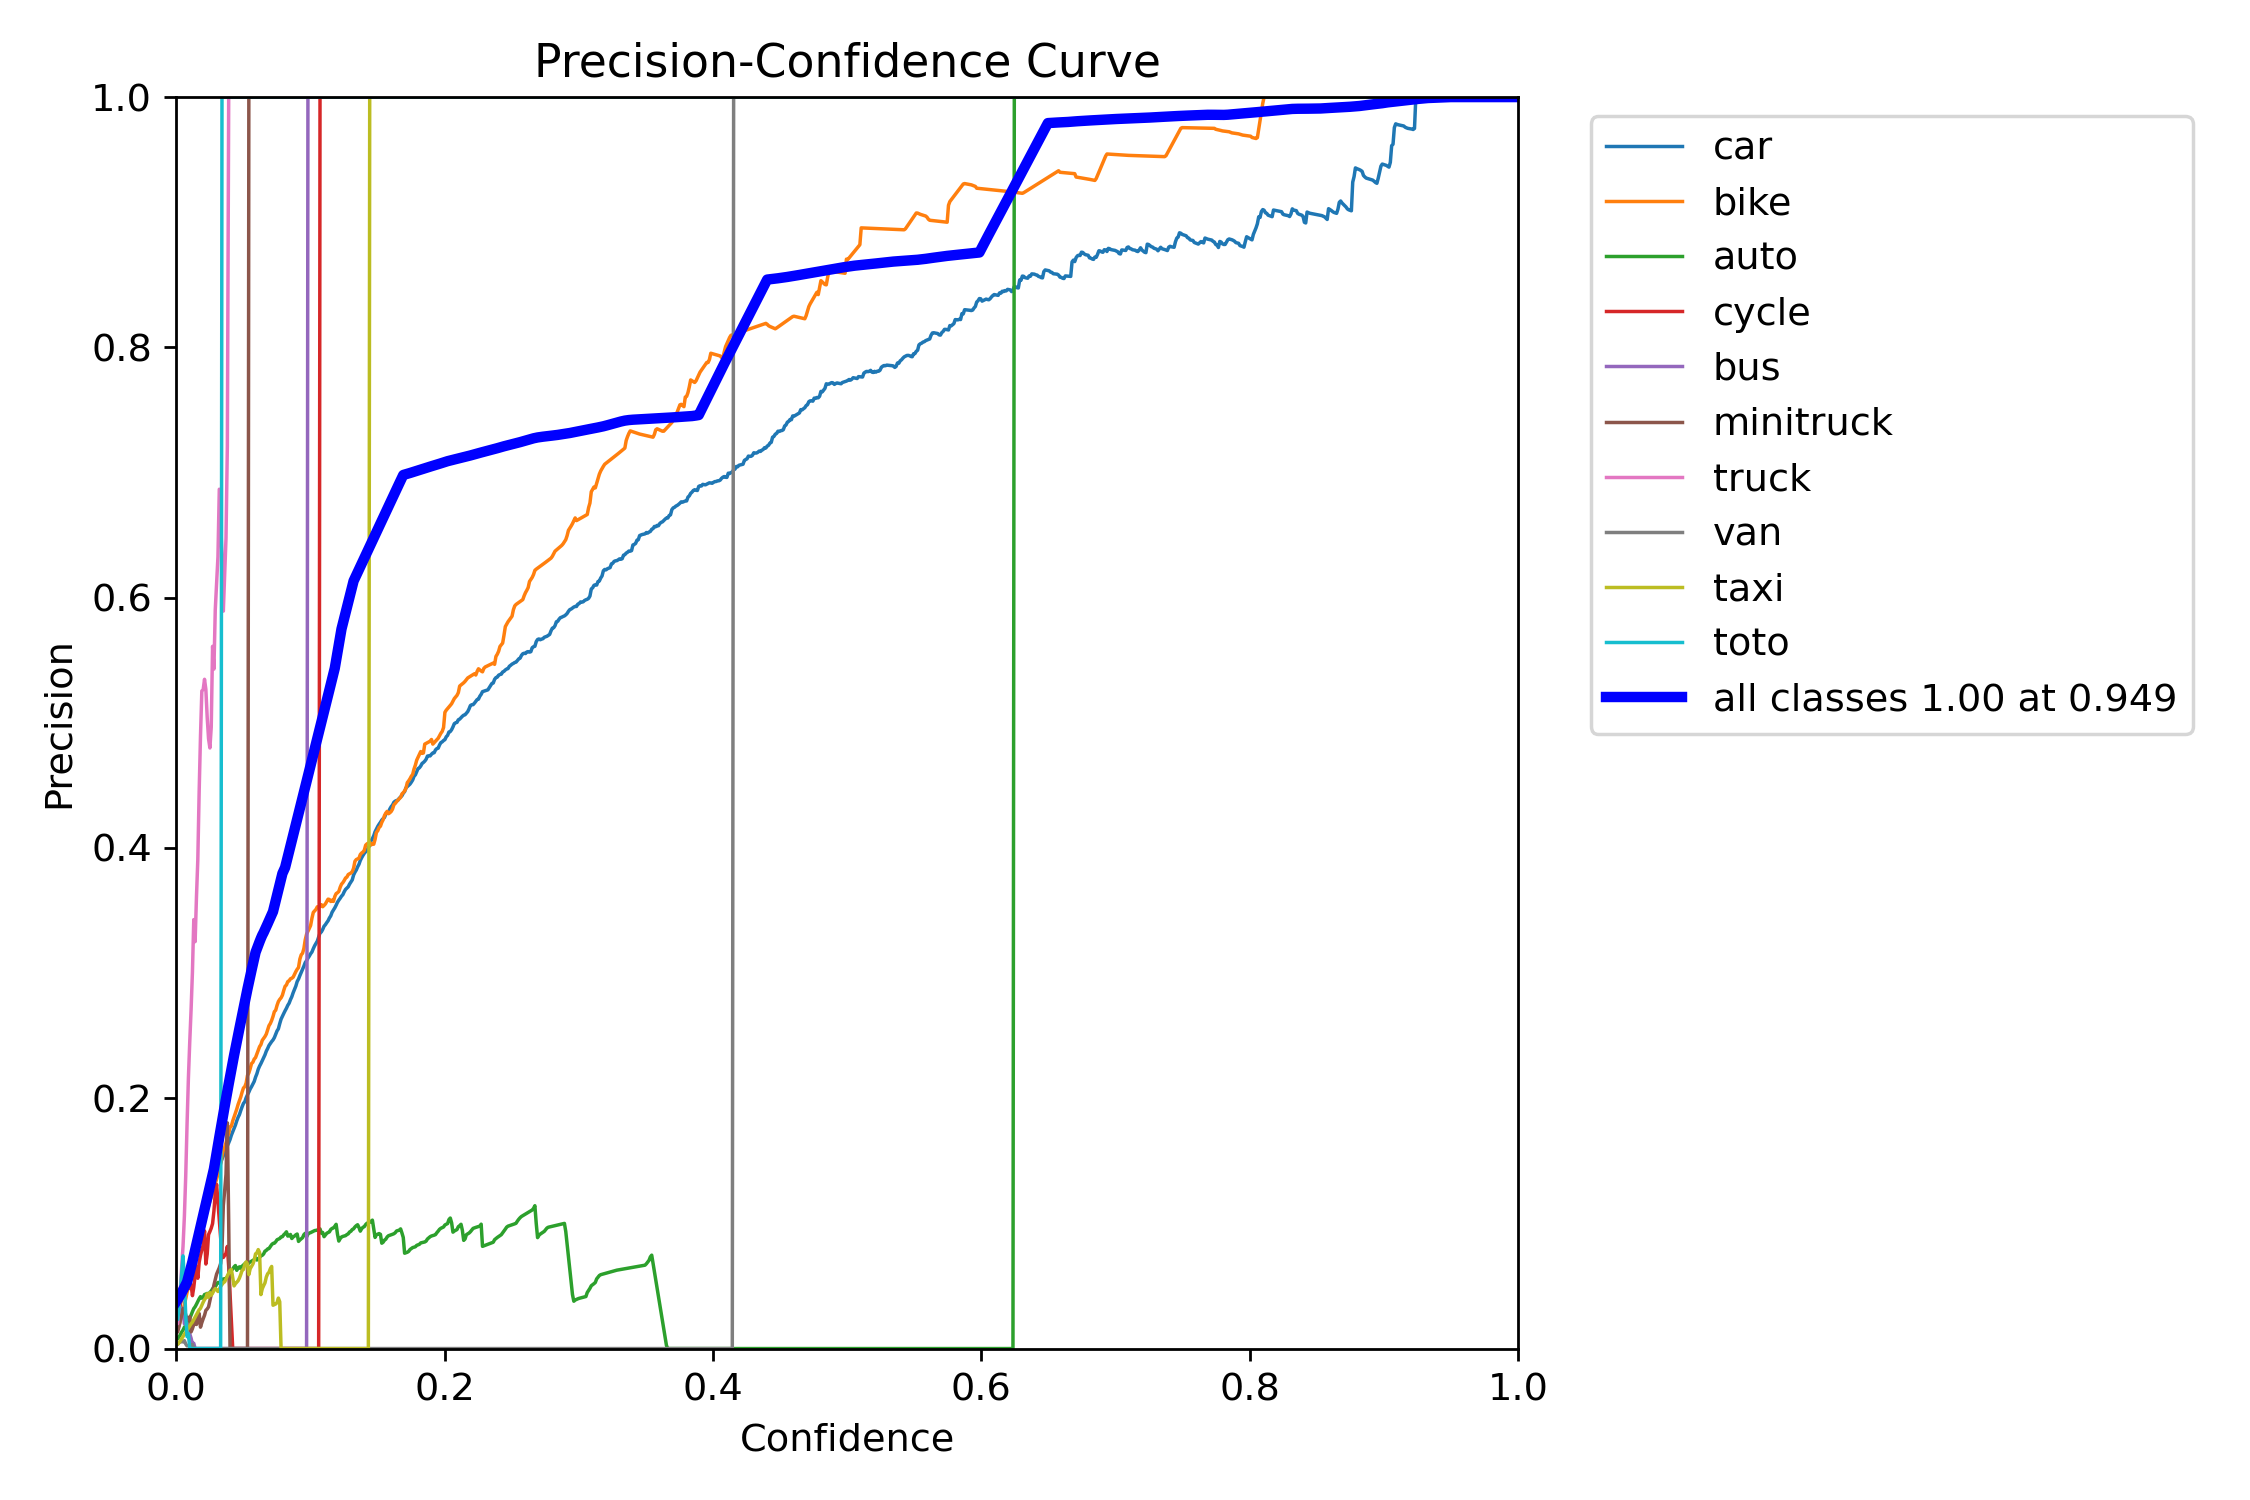 Precision-Confidence Curve
1.0
0.8
0.6
0.4
0.2
0.0
Precision
0.0 0.2 0.4 0.6 0.8 1.0
Confidence
car
bike
auto
cycle
bus
minitruck
truck
van
taxi
toto
all classes 1.00 at 0.949